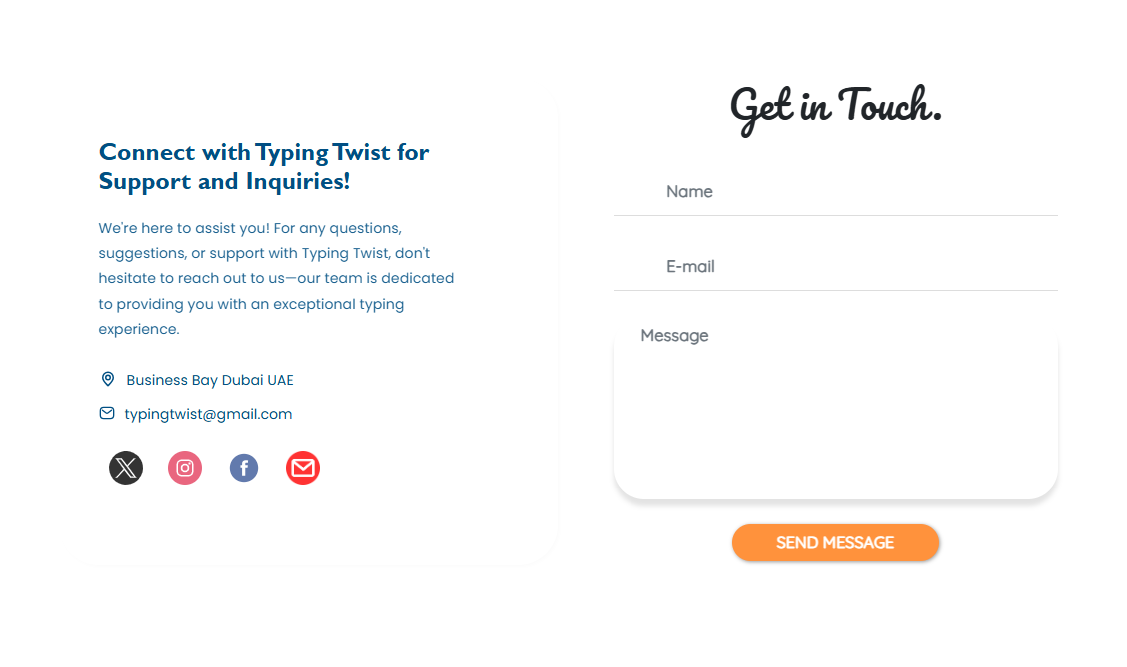 Get in Touch.
Connect with Typing Twist for
Support and Inquiries!
We're here to assist you! For any questions,
suggestions, or support with Typing Twist, don't
hesitate to reach out to us—our team is dedicated
to providing you with an exceptional typing
experience.
Business Bay Dubai UAE
typingtwist@gmail.com
Name
E-mail
Message
SEND MESSAGE